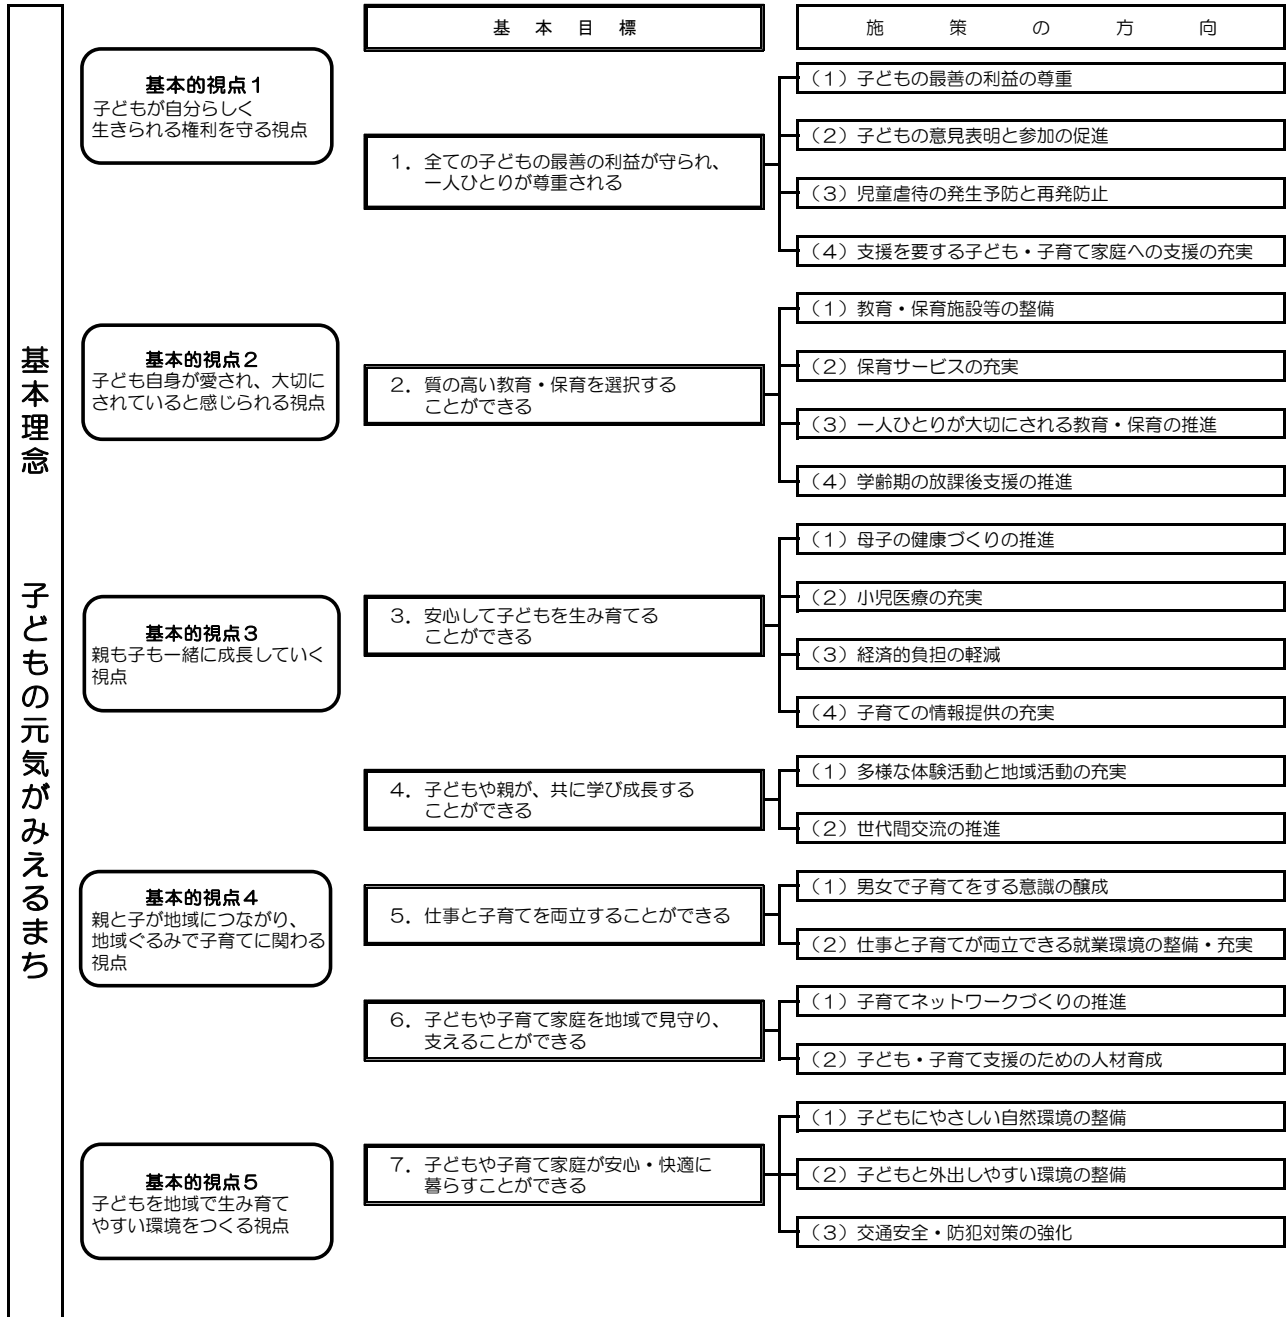 基本理念　子どもの元気がみえるまち
基本的視点１
子どもが自分らしく
生きられる権利を守る視点
基本的視点２
子ども自身が愛され、大切に
されていると感じられる視点
基本的視点３
親も子も一緒に成長していく
視点
基本的視点４
親と子が地域につながり、
地域ぐるみで子育てに関わる
視点
基本的視点５
子どもを地域で生み育て
やすい環境をつくる視点
基本目標
１．全ての子どもの最善の利益が守られ、
一人ひとりが尊重される
２．質の高い教育・保育を選択する
ことができる
３．安心して子どもを生み育てる
ことができる
４．子どもや親が、共に学び成長する
ことができる
５．仕事と子育てを両立することができる
６．子どもや子育て家庭を地域で見守り、
支えることができる
７．子どもや子育て家庭が安心・快適に
暮らすことができる
施策の方向
（１）子どもの最善の利益の尊重
（２）子どもの意見表明と参加の促進
（３）児童虐待の発生予防と再発防止
（４）支援を要する子ども・子育て家庭への支援の充実
（１）教育・保育施設等の整備
（２）保育サービスの充実
（３）一人ひとりが大切にされる教育・保育の推進
（４）学齢期の放課後支援の推進
（１）母子の健康づくりの推進
（２）小児医療の充実
（３）経済的負担の軽減
（４）子育ての情報提供の充実
（１）多様な体験活動と地域活動の充実
（２）世代間交流の推進
（１）男女で子育てをする意識の醸成
（２）仕事と子育てが両立できる就業環境の整備・充実
（１）子育てネットワークづくりの推進
（２）子ども・子育て支援のための人材育成
（１）子どもにやさしい自然環境の整備
（２）子どもと外出しやすい環境の整備
（３）交通安全・防犯対策の強化